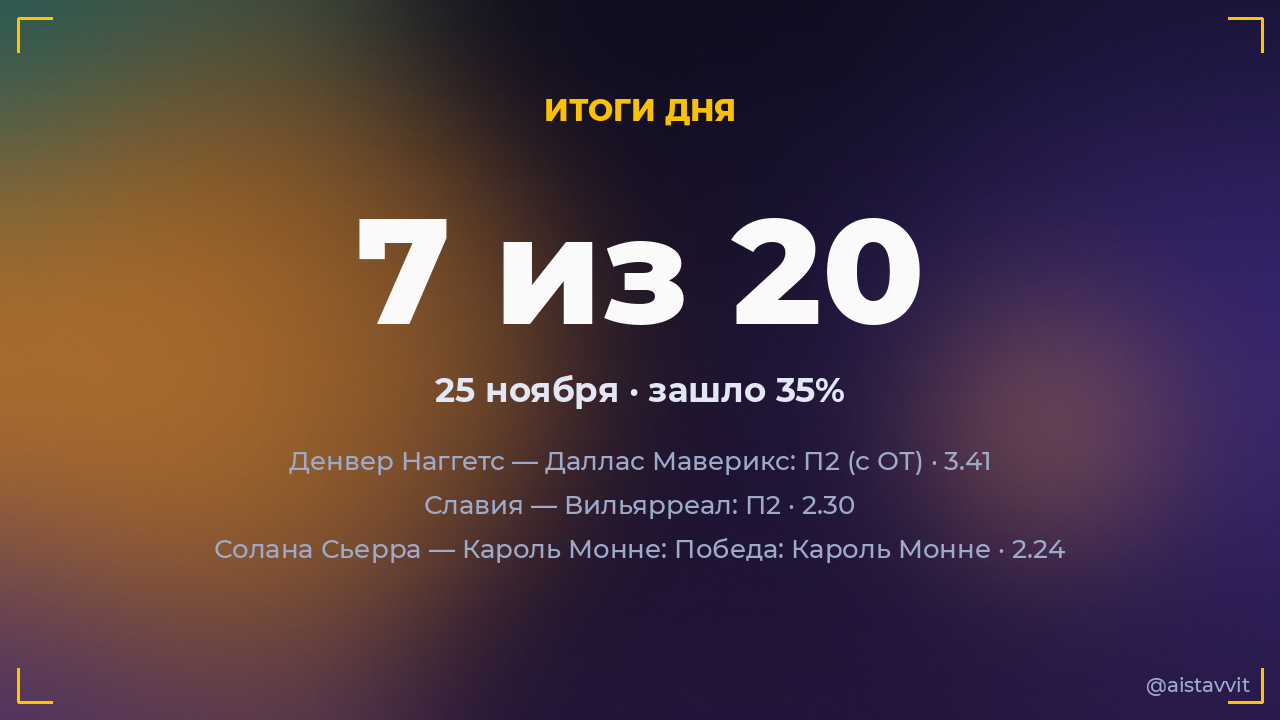 ИТОГИ ДНЯ
7 из 20
25 ноября · зашло 35%
Денвер Наггетс — Даллас Маверикс: П2 (с ОТ) · 3.41
Славия — Вильярреал: П2 · 2.30
Солана Сьерра — Кароль Монне: Победа: Кароль Монне · 2.24
@aistavvit